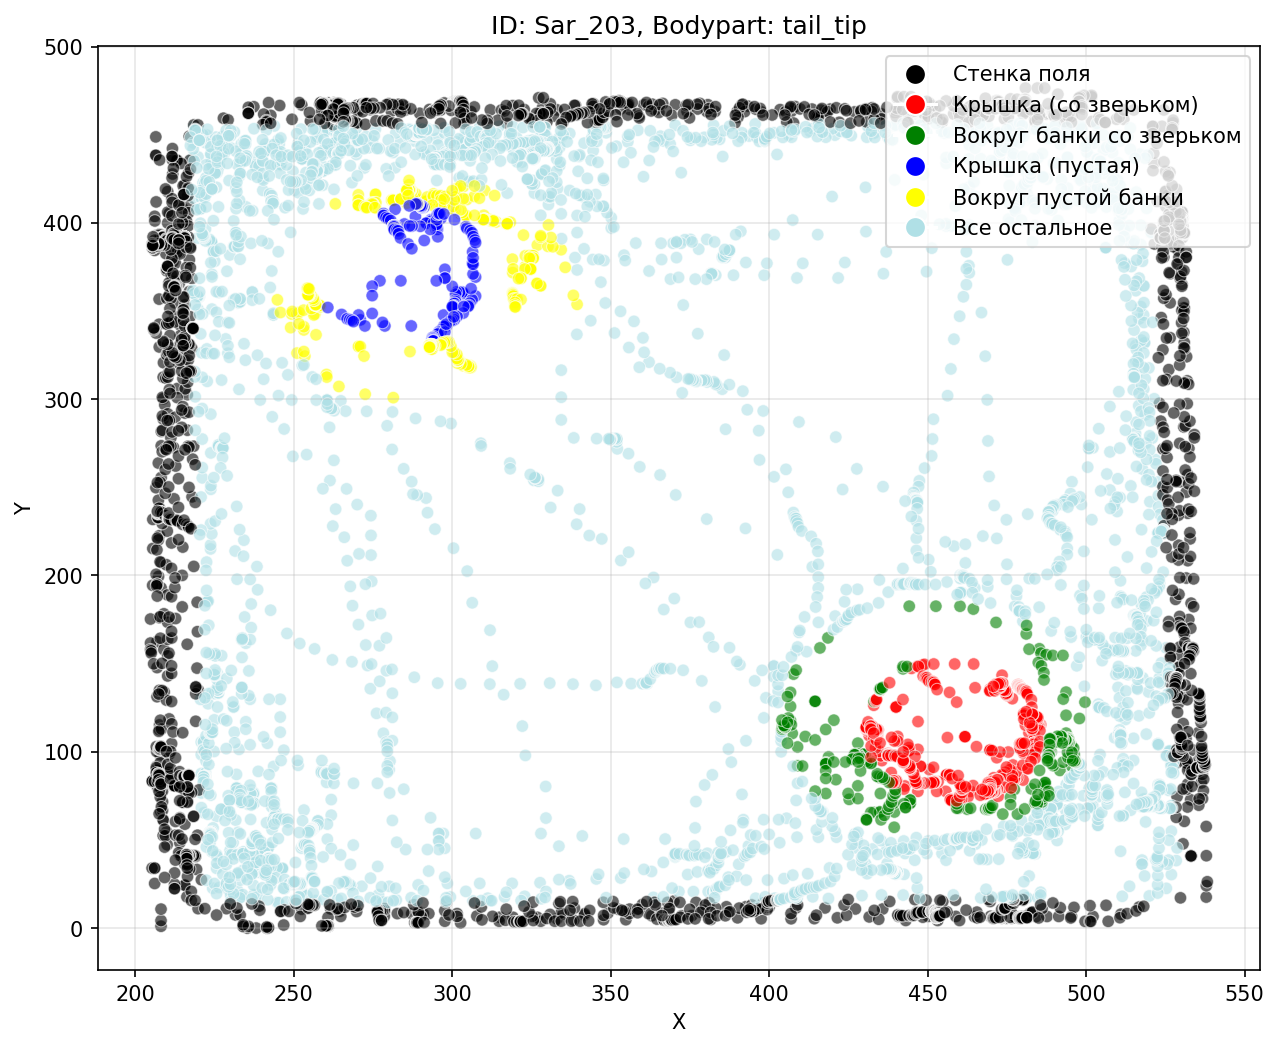 ID: Sar_203, Bodypart: tail_tip
500
400
300
200
100
0
Y
200
250
300
350
400
450
500
550
X
Стенка поля
Крышка (со зверьком)
Вокруг банки со зверьком
Крышка (пустая)
Вокруг пустой банки
Все остальное